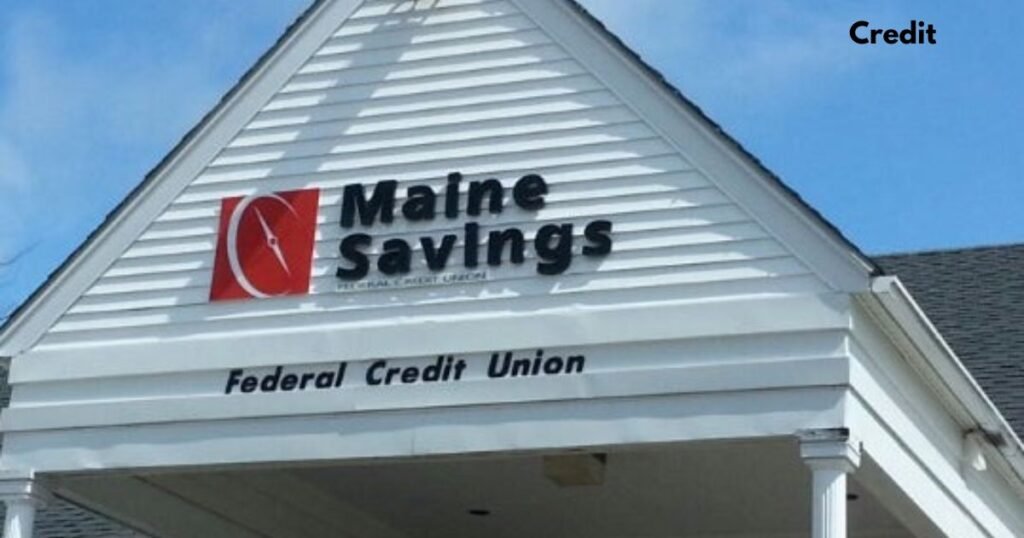 Credit
Maine
Savings
FEDERAL CREDIT UNION
Federal Credit Union